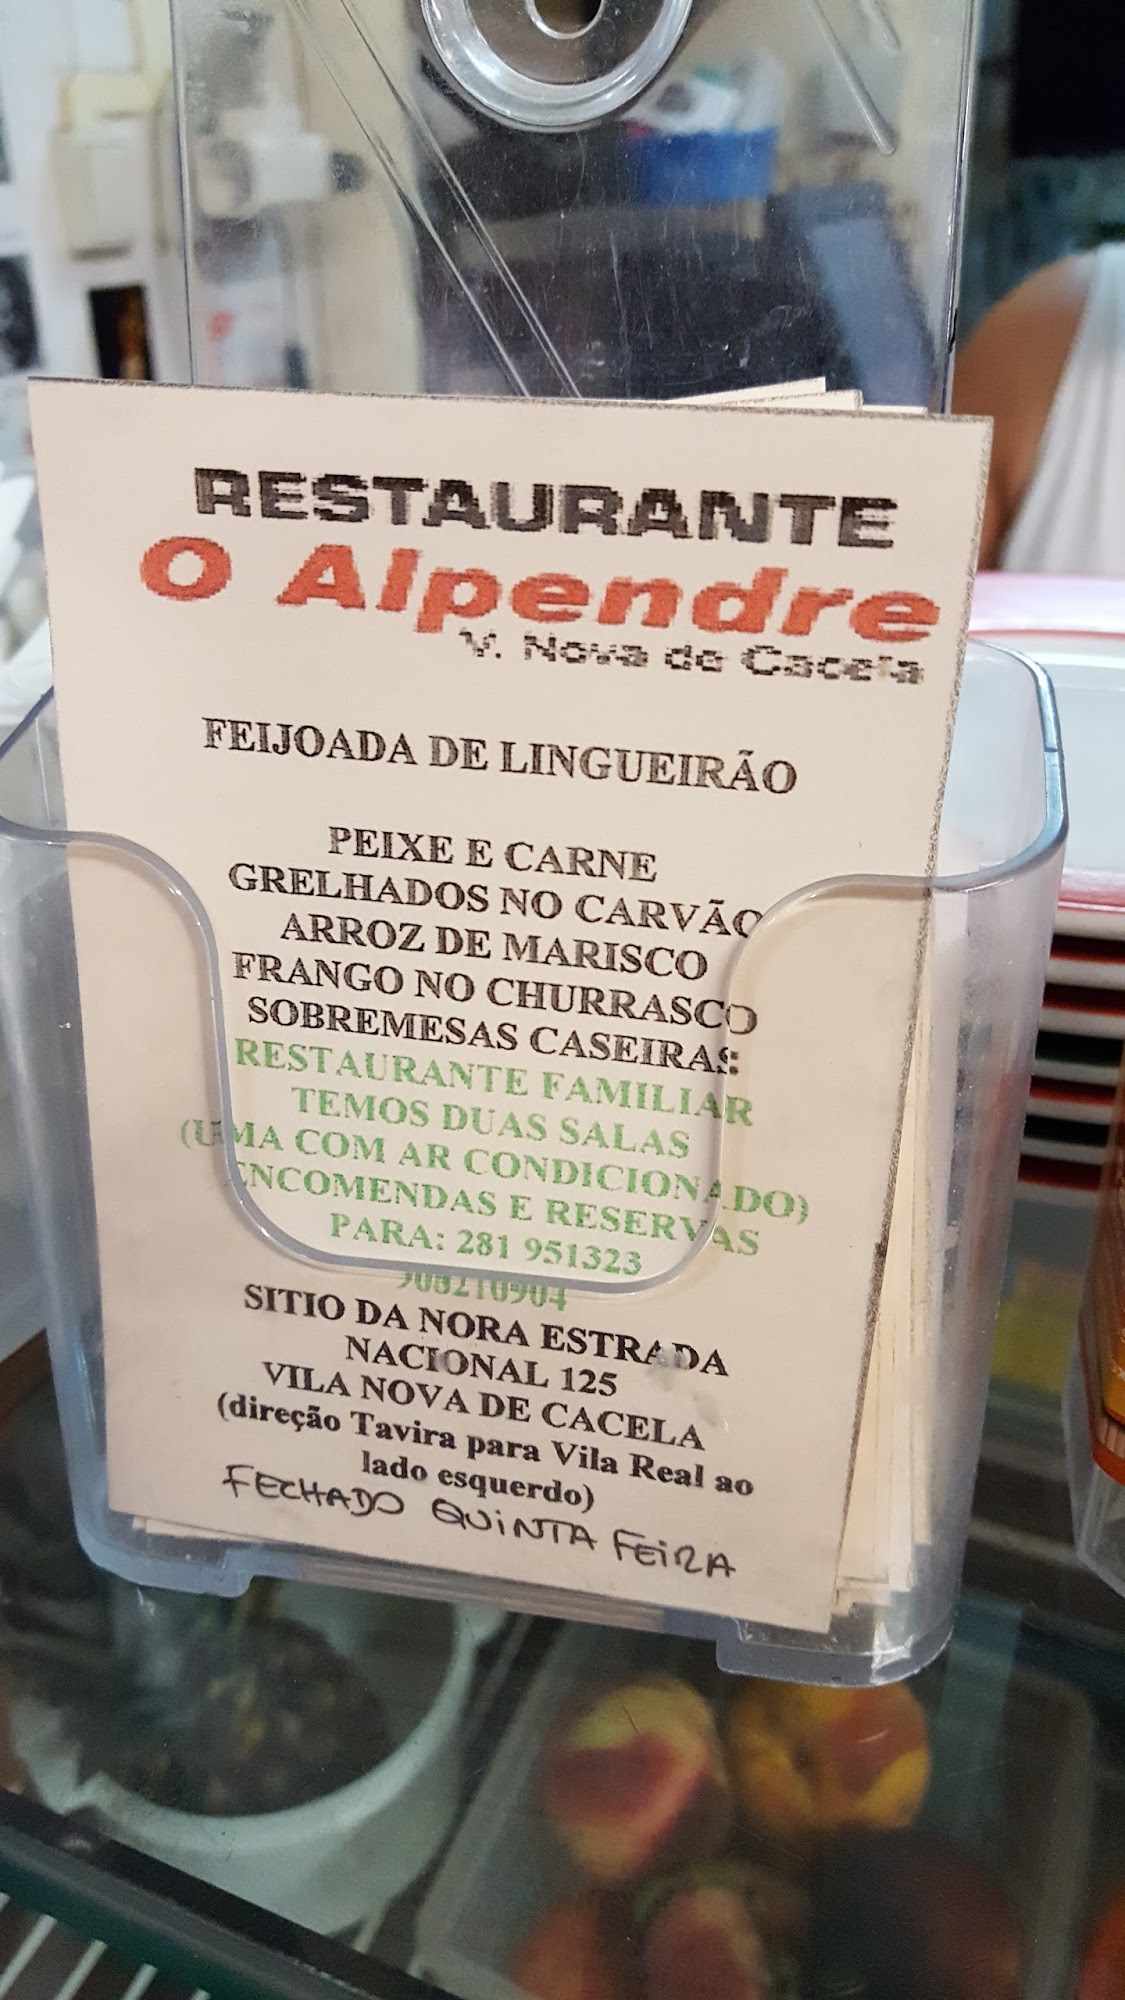 RESTAURANTE
O Alpendre
V. Nova de Cacela
FEIJOADA DE LINGUEIRÃO
PEIXE E CARNE
GRELHADOS NO CARVÃO
ARROZ DE MARISCO
FRANGO NO CHURRASCO
SOBREMESAS CASEIRAS
RESTAURANTE FAMILIAR
TEMOS DUAS SALAS
(UMA COM AR CONDICIONADO)
ENCOMENDAS E RESERVAS
PARA: 281 951323
SITIO DA NORA ESTRADA
NACIONAL 125
VILA NOVA DE CACELA
(direção Tavira para Vila Real ao
lado esquerdo)
FECHADO QUINTA FEIRA